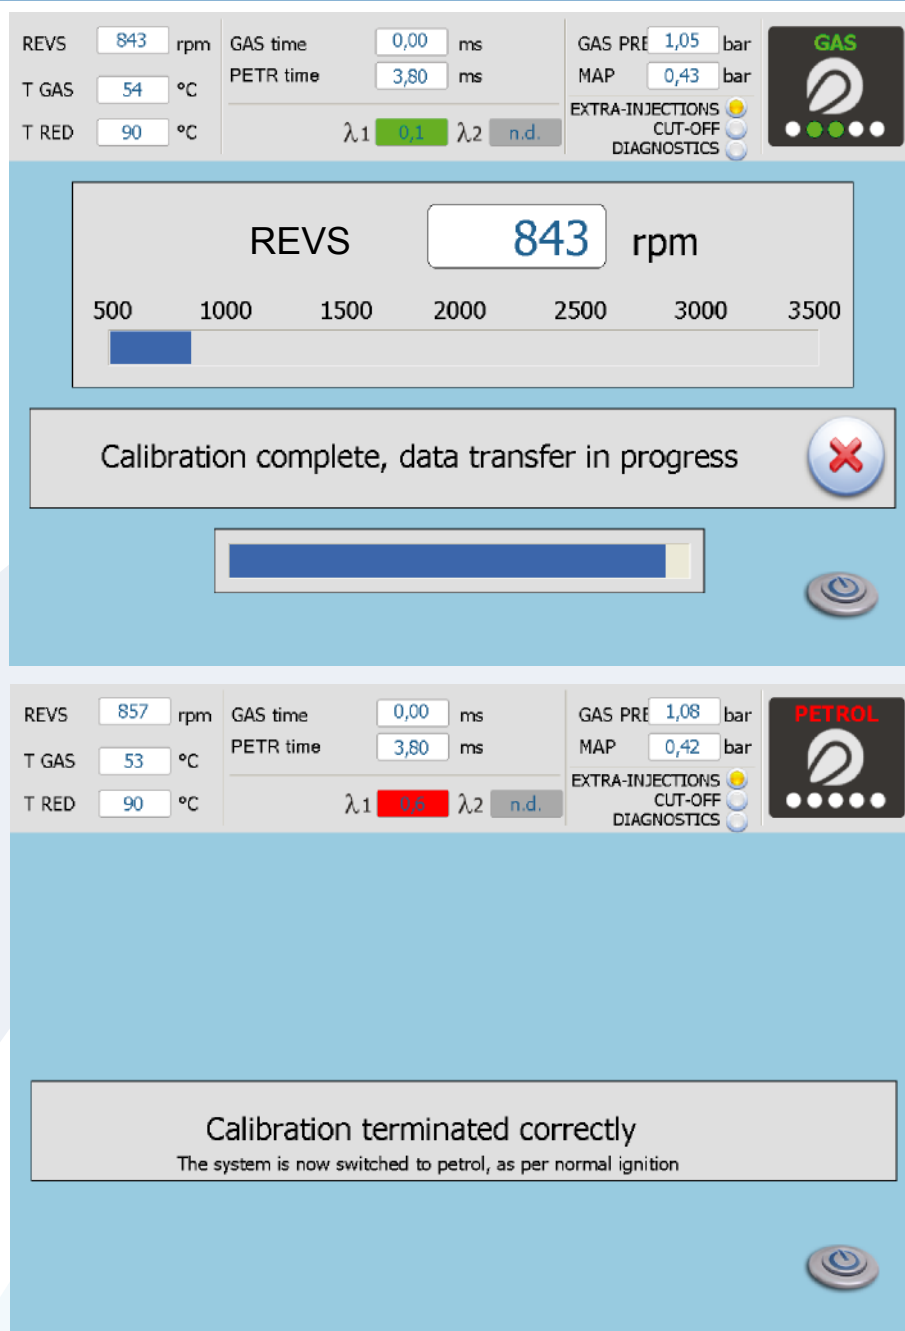 REVS 843 rpm GAS time 0,00 ms GAS PRE 1,05 bar GAS
T GAS 54 °C PETR time 3,80 ms MAP 0,43 bar
EXTRA-INJECTIONS
CUT-OFF
T RED 90 °C λ1 0,1 λ2 n.d. DIAGNOSTICS
REVS 843 rpm
500 1000 1500 2000 2500 3000 3500
Calibration complete, data transfer in progress
REVS 857 rpm GAS time 0,00 ms GAS PRE 1,08 bar PETROL
T GAS 53 °C PETR time 3,80 ms MAP 0,42 bar
EXTRA-INJECTIONS
CUT-OFF
T RED 90 °C λ1 0,6 λ2 n.d. DIAGNOSTICS
Calibration terminated correctly
The system is now switched to petrol, as per normal ignition